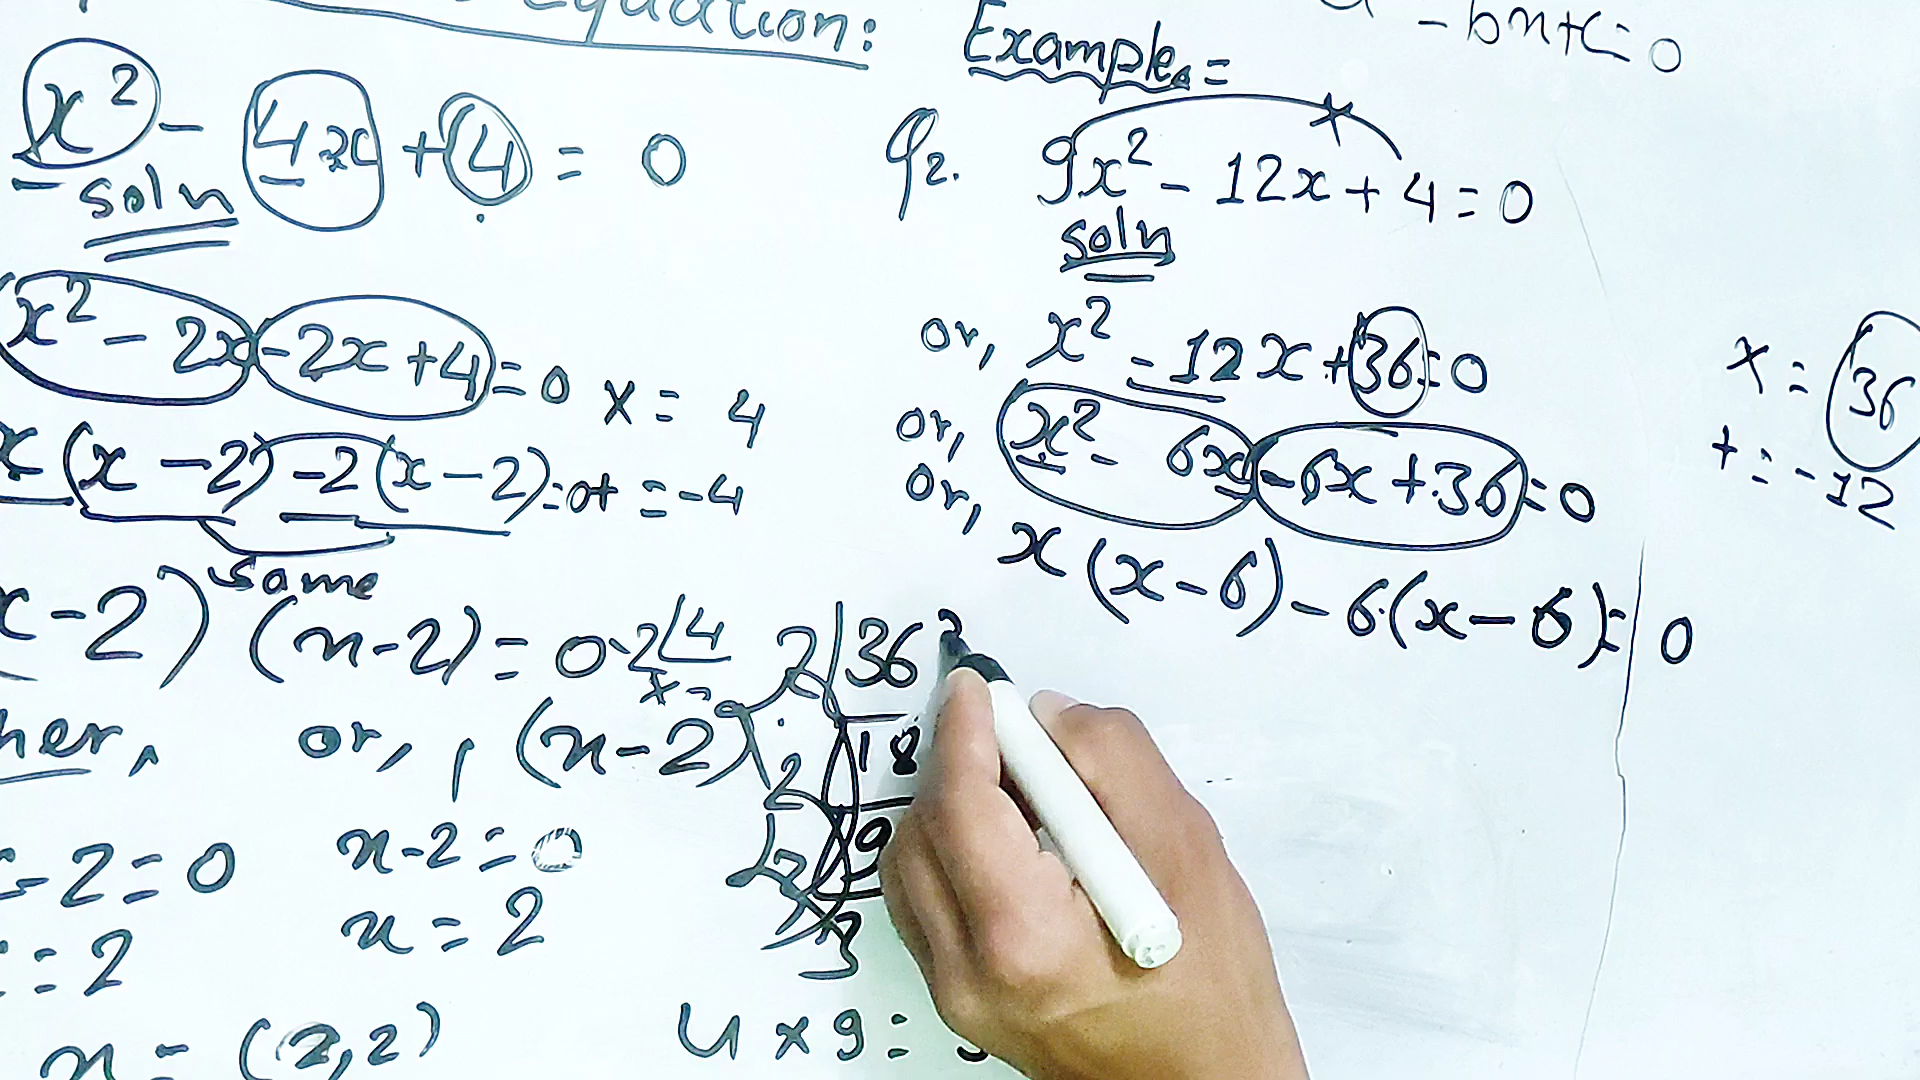 Equation:
x² - 4x + 4 = 0
soln
x² - 2x - 2x + 4 = 0
x = 4
x(x - 2) - 2(x - 2) = 0
+ = -4
same
x - 2) (x - 2) = 0
2 4
or, (x - 2)
- 2 = 0
x - 2 = 0
= 2
x = 2
x = (2, 2)
2 36
2 18
9
3
4 x 9 =
- bx + c = 0
Example =
Q2. 9x² - 12x + 4 = 0
soln
or, x² - 12x + 36 = 0
or, x² - 6x - 6x + 36 = 0
or, x(x - 6) - 6(x - 6) = 0
x = 36
+ = -12